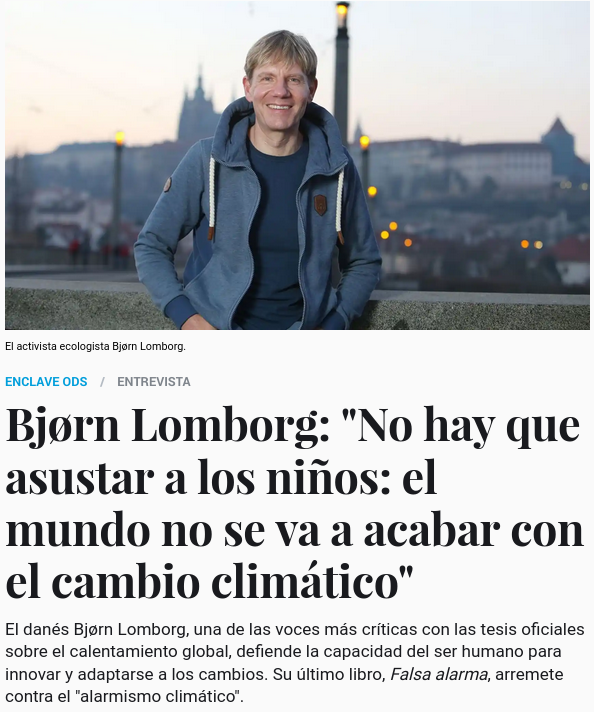 El activista ecologista Bjørn Lomborg.
ENCLAVE ODS / ENTREVISTA
Bjørn Lomborg: "No hay que
asustar a los niños: el
mundo no se va a acabar con
el cambio climático"
El danés Bjørn Lomborg, una de las voces más críticas con las tesis oficiales
sobre el calentamiento global, defiende la capacidad del ser humano para
innovar y adaptarse a los cambios. Su último libro, Falsa alarma, arremete
contra el "alarmismo climático".